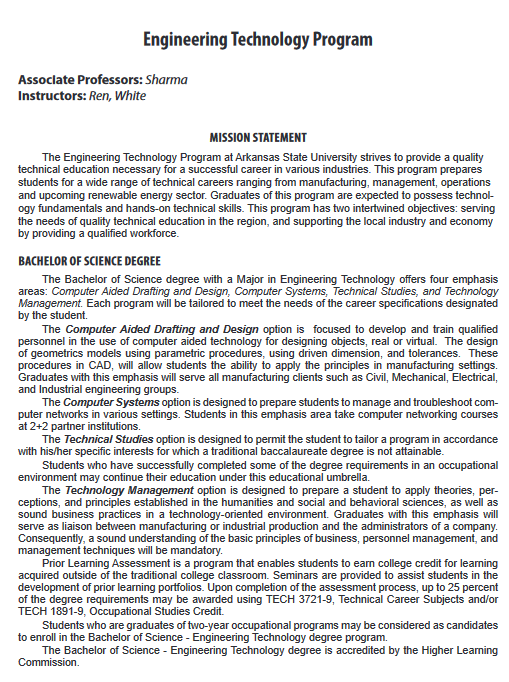 Engineering Technology Program
Associate Professors: Sharma
Instructors: Ren, White
MISSION STATEMENT
The Engineering Technology Program at Arkansas State University strives to provide a quality
technical education necessary for a successful career in various industries. This program prepares
students for a wide range of technical careers ranging from manufacturing, management, operations
and upcoming renewable energy sector. Graduates of this program are expected to possess technol-
ogy fundamentals and hands-on technical skills. This program has two intertwined objectives: serving
the needs of quality technical education in the region, and supporting the local industry and economy
by providing a qualified workforce.
BACHELOR OF SCIENCE DEGREE
The Bachelor of Science degree with a Major in Engineering Technology offers four emphasis
areas: Computer Aided Drafting and Design, Computer Systems, Technical Studies, and Technology
Management. Each program will be tailored to meet the needs of the career specifications designated
by the student.
The Computer Aided Drafting and Design option is focused to develop and train qualified
personnel in the use of computer aided technology for designing objects, real or virtual. The design
of geometrics models using parametric procedures, using driven dimension, and tolerances. These
procedures in CAD, will allow students the ability to apply the principles in manufacturing settings.
Graduates with this emphasis will serve all manufacturing clients such as Civil, Mechanical, Electrical,
and Industrial engineering groups.
The Computer Systems option is designed to prepare students to manage and troubleshoot com-
puter networks in various settings. Students in this emphasis area take computer networking courses
at 2+2 partner institutions.
The Technical Studies option is designed to permit the student to tailor a program in accordance
with his/her specific interests for which a traditional baccalaureate degree is not attainable.
Students who have successfully completed some of the degree requirements in an occupational
environment may continue their education under this educational umbrella.
The Technology Management option is designed to prepare a student to apply theories, per-
ceptions, and principles established in the humanities and social and behavioral sciences, as well as
sound business practices in a technology-oriented environment. Graduates with this emphasis will
serve as liaison between manufacturing or industrial production and the administrators of a company.
Consequently, a sound understanding of the basic principles of business, personnel management, and
management techniques will be mandatory.
Prior Learning Assessment is a program that enables students to earn college credit for learning
acquired outside of the traditional college classroom. Seminars are provided to assist students in the
development of prior learning portfolios. Upon completion of the assessment process, up to 25 percent
of the degree requirements may be awarded using TECH 3721-9, Technical Career Subjects and/or
TECH 1891-9, Occupational Studies Credit.
Students who are graduates of two-year occupational programs may be considered as candidates
to enroll in the Bachelor of Science - Engineering Technology degree program.
The Bachelor of Science - Engineering Technology degree is accredited by the Higher Learning
Commission.